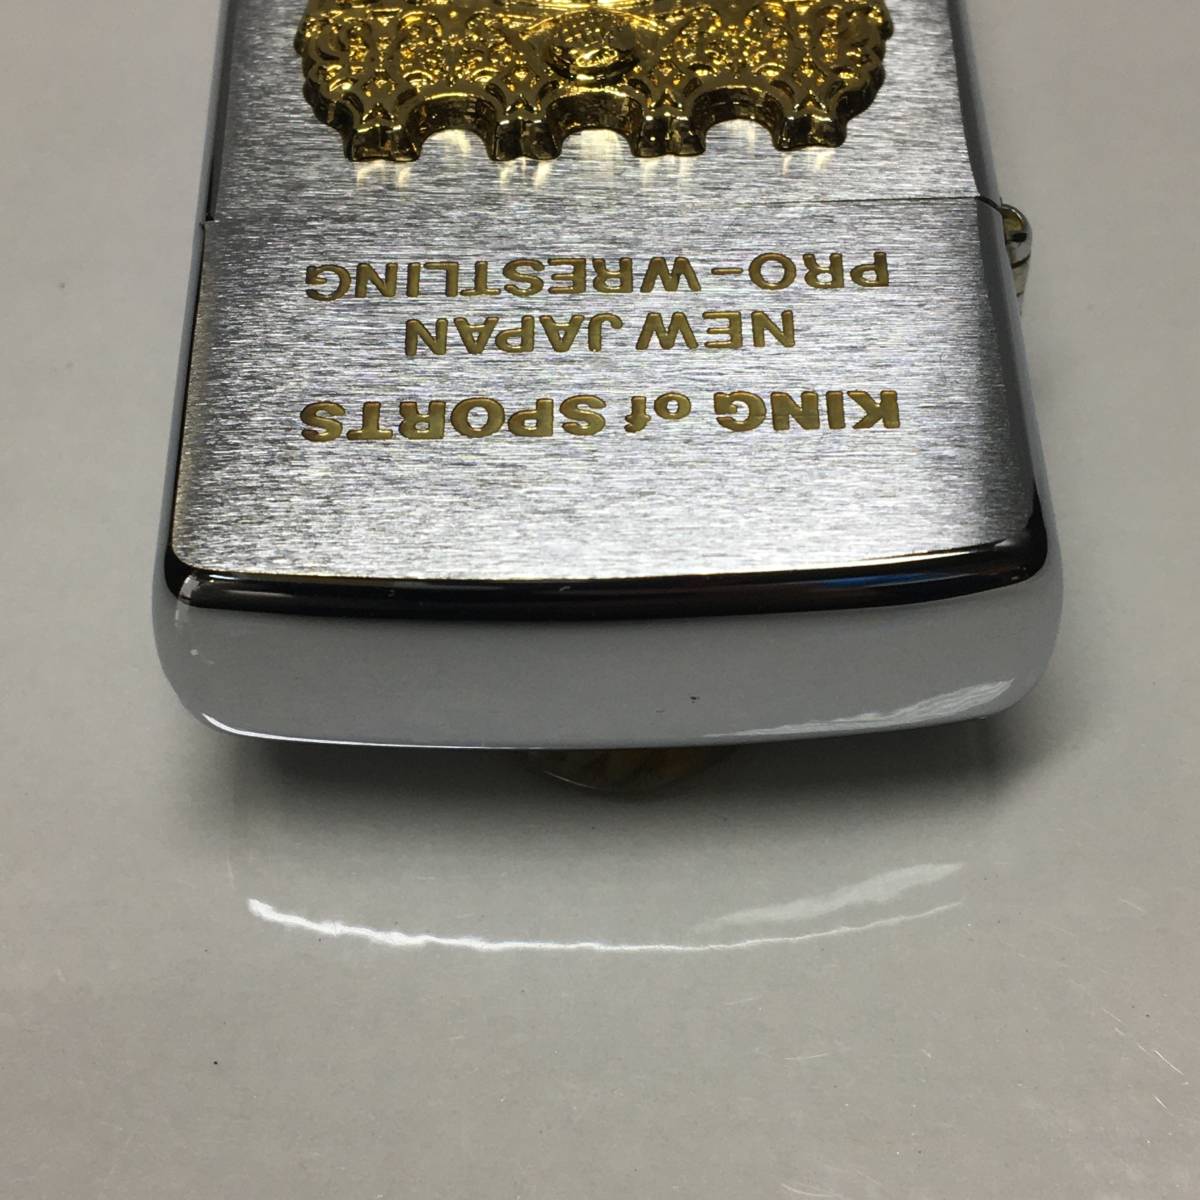 KING of SPORTS
NEW JAPAN
PRO-WRESTLING